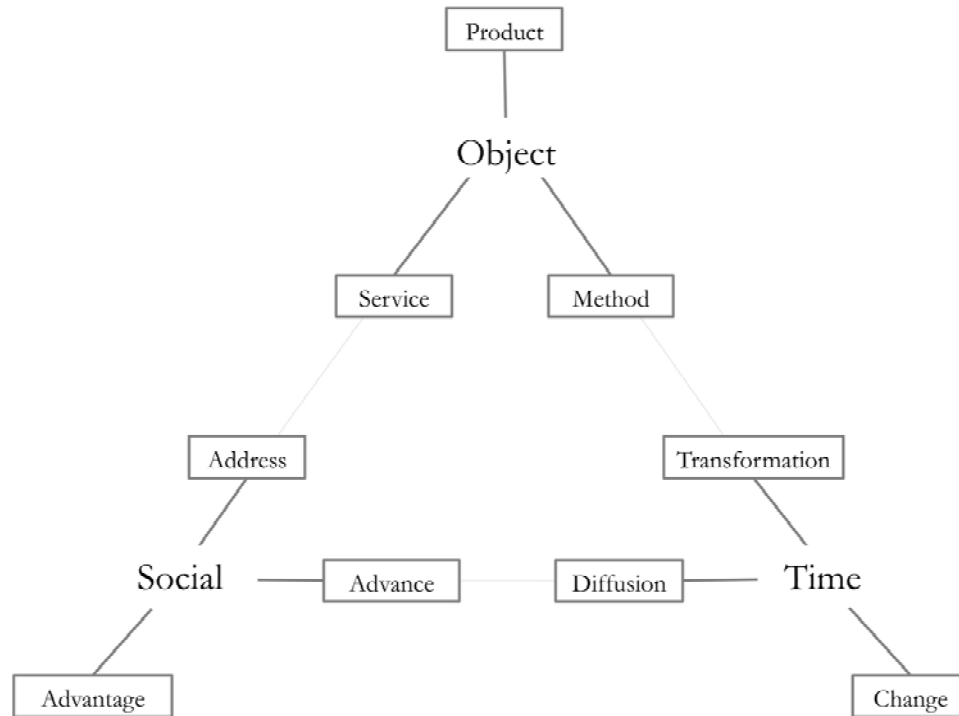 Product
Object
Service
Method
Address
Transformation
Social
Advance
Diffusion
Time
Advantage
Change